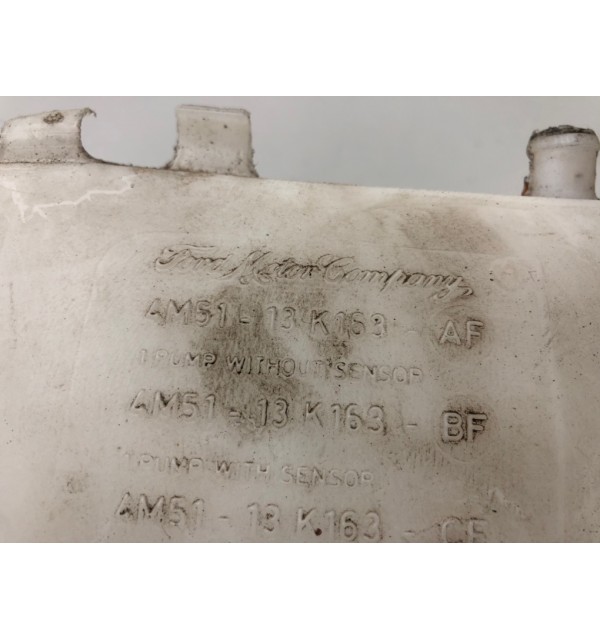 Ford Motor Company
AM51 - 13 K163 - AF
1 PUMP WITHOUT SENSOR
AM51 - 13 K163 - BF
1 PUMP WITH SENSOR
AM51 - 13 K163 - CF